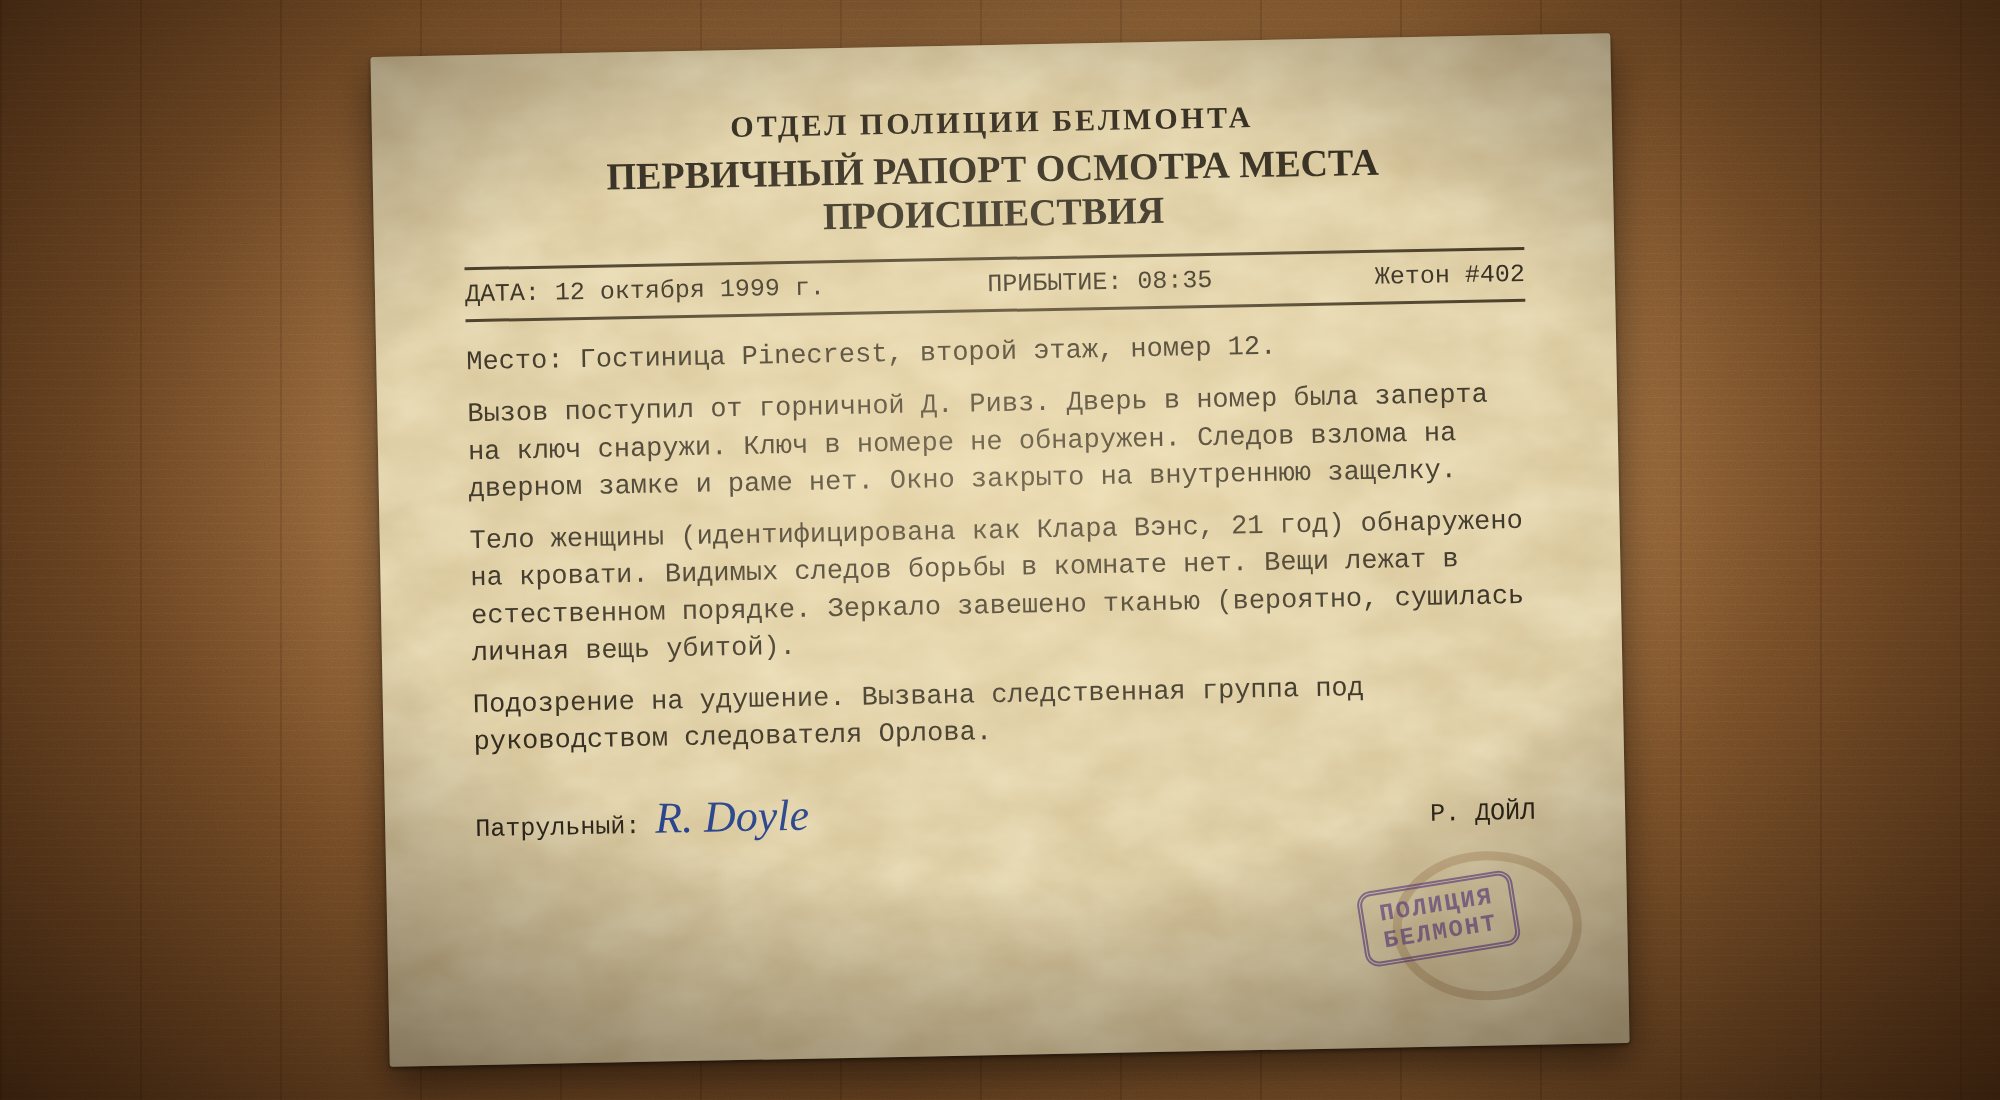 ОТДЕЛ ПОЛИЦИИ БЕЛМОНТА
ПЕРВИЧНЫЙ РАПОРТ ОСМОТРА МЕСТА
ПРОИСШЕСТВИЯ
ДАТА: 12 октября 1999 г. ПРИБЫТИЕ: 08:35 Жетон #402
Место: Гостиница Pinecrest, второй этаж, номер 12.
Вызов поступил от горничной Д. Ривз. Дверь в номер была заперта
на ключ снаружи. Ключ в номере не обнаружен. Следов взлома на
дверном замке и раме нет. Окно закрыто на внутреннюю защелку.
Тело женщины (идентифицирована как Клара Вэнс, 21 год) обнаружено
на кровати. Видимых следов борьбы в комнате нет. Вещи лежат в
естественном порядке. Зеркало завешено тканью (вероятно, сушилась
личная вещь убитой).
Подозрение на удушение. Вызвана следственная группа под
руководством следователя Орлова.
Патрульный: R. Doyle Р. ДОЙЛ
ПОЛИЦИЯ
БЕЛМОНТ